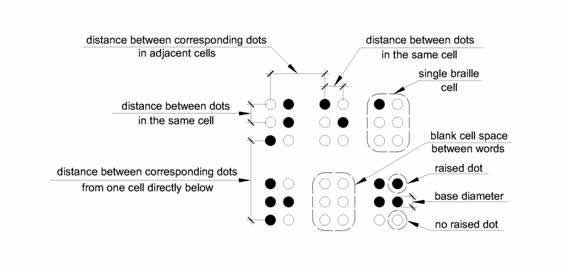 distance between corresponding dots
in adjacent cells
distance between dots
in the same cell
single braille
cell
distance between dots
in the same cell
blank cell space
between words
distance between corresponding dots
from one cell directly below
raised dot
base diameter
no raised dot